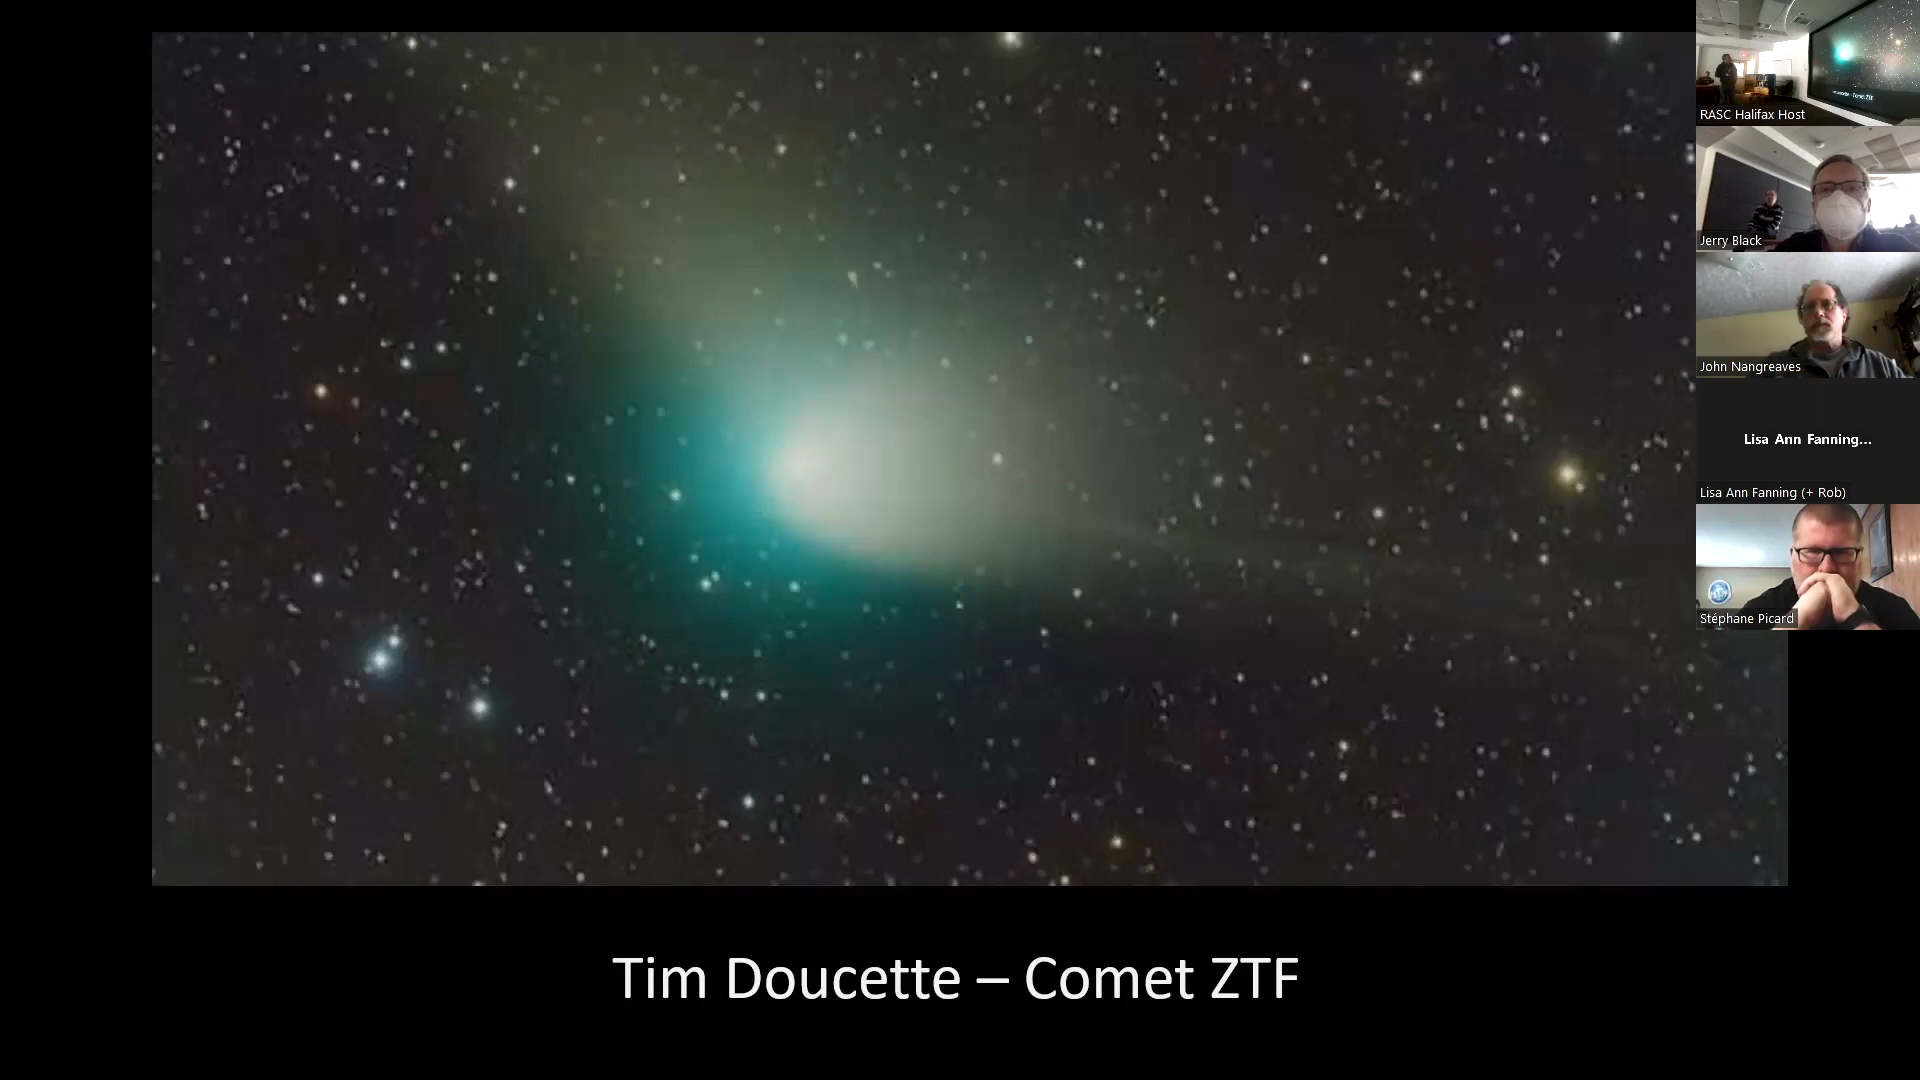 RASC Halifax Host
Jerry Black
John Nangreaves
Lisa Ann Fanning...
Lisa Ann Fanning (+ Rob)
Stéphane Picard
Tim Doucette – Comet ZTF